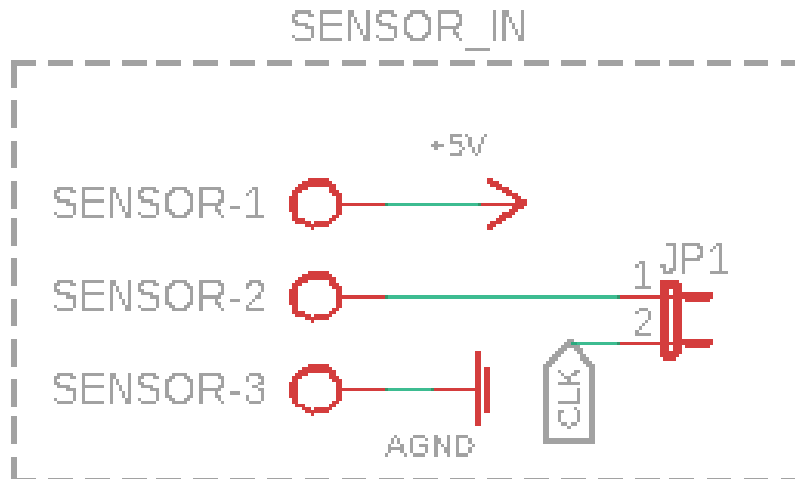 SENSOR_IN
+5V
SENSOR-1
JP1
1
SENSOR-2
2
CLK
SENSOR-3
AGND